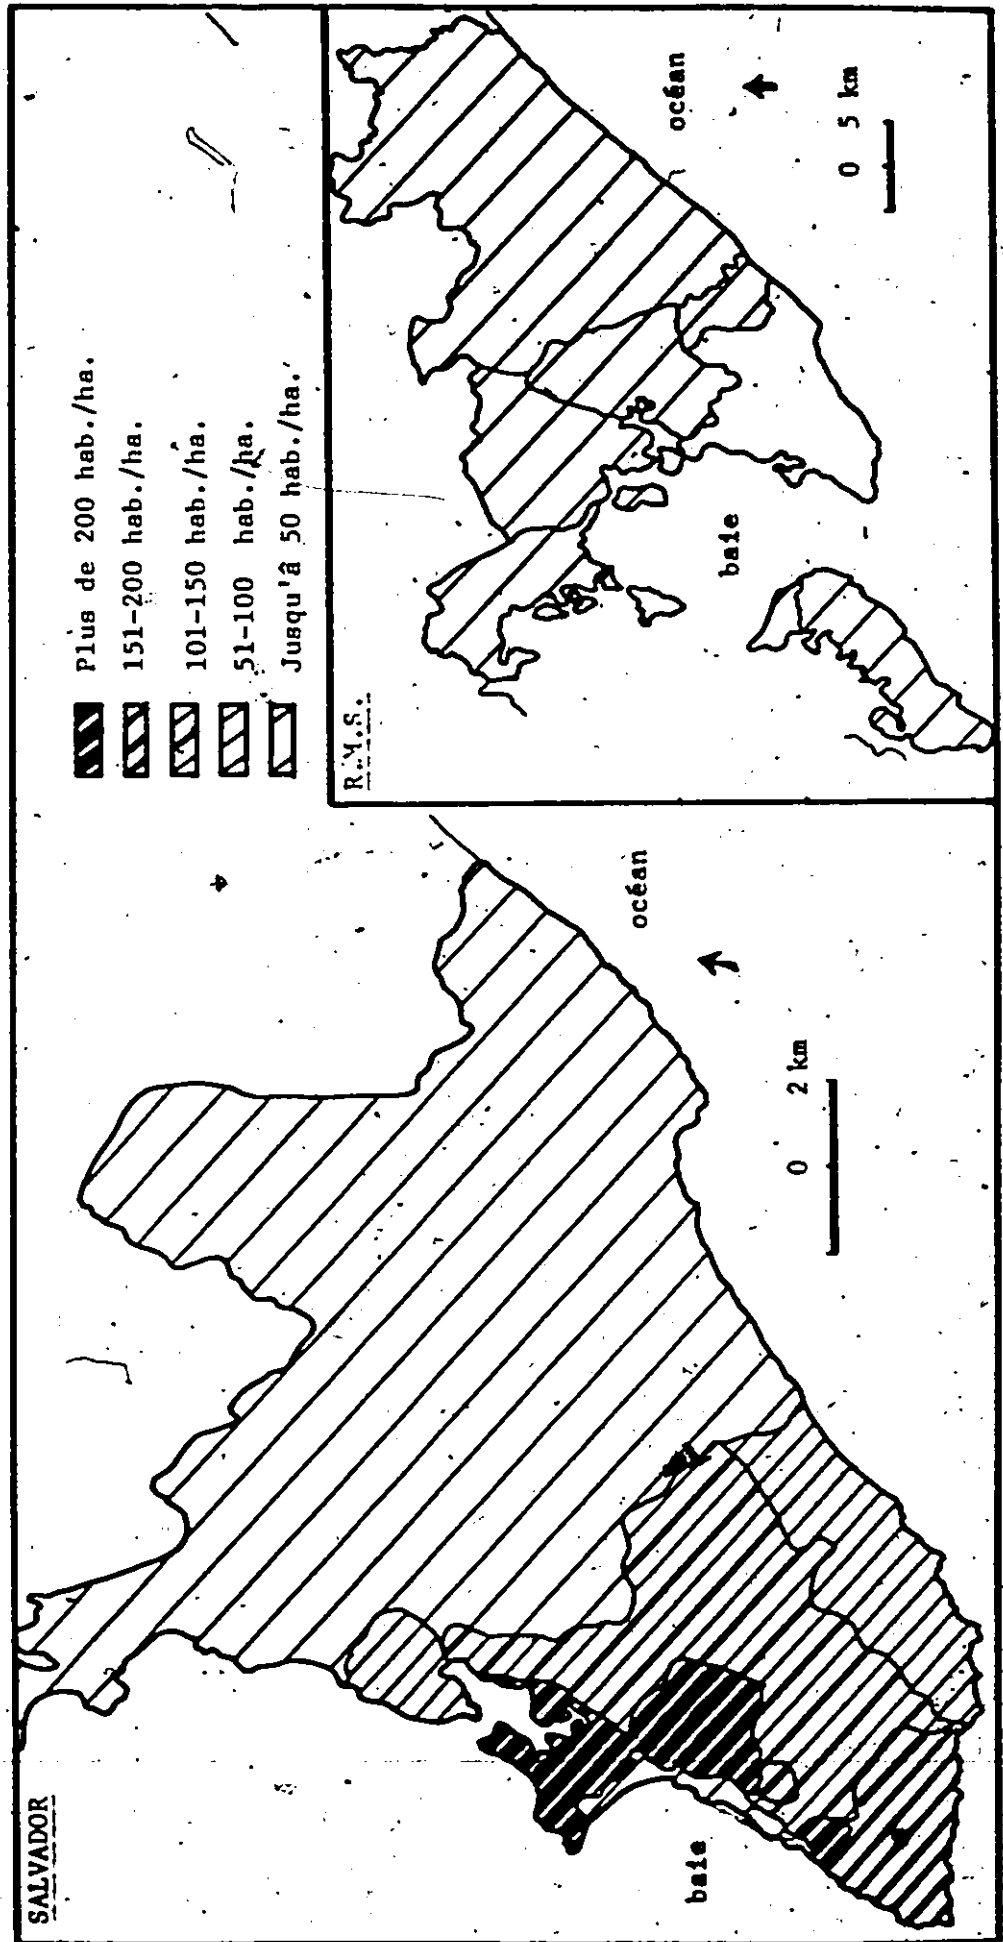 SALVADOR
Plus de 200 hab./ha.
151-200 hab./ha.
101-150 hab./ha.
51-100 hab./ha.
Jusqu'à 50 hab./ha.
baie
océan
0 2 km
R.M.S.
baie
océan
0 5 km